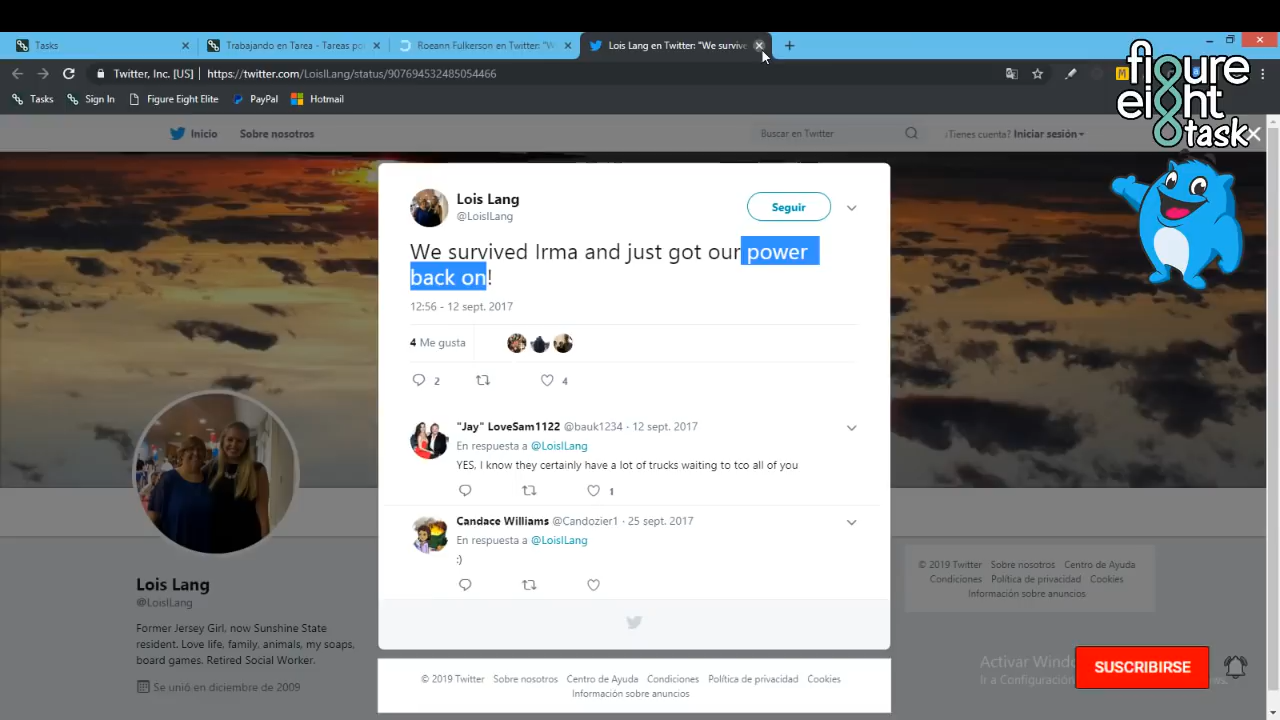 Tasks
Trabajando en Tarea - Tareas po
Roeann Fulkerson en Twitter: "W
Lois Lang en Twitter: "We survive
Twitter, Inc. [US]
https://twitter.com/LoisILang/status/907694532485054466
Tasks
Sign In
Figure Eight Elite
PayPal
Hotmail
figure
eight
task
Inicio
Sobre nosotros
Buscar en Twitter
¿Tienes cuenta? Iniciar sesión
Lois Lang
@LoisILang
Seguir
We survived Irma and just got our power
back on!
12:56 - 12 sept. 2017
4 Me gusta
2
4
"Jay" LoveSam1122 @bauk1234 · 12 sept. 2017
En respuesta a @LoisILang
YES, I know they certainly have a lot of trucks waiting to tco all of you
1
Candace Williams @Candozier1 · 25 sept. 2017
En respuesta a @LoisILang
:)
Lois Lang
@LoisILang
Former Jersey Girl, now Sunshine State
resident. Love life, family, animals, my soaps,
board games. Retired Social Worker.
Se unió en diciembre de 2009
© 2019 Twitter Sobre nosotros Centro de Ayuda
Condiciones Política de privacidad Cookies
Información sobre anuncios
© 2019 Twitter Sobre nosotros Centro de Ayuda Condiciones Política de privacidad Cookies
Información sobre anuncios
Activar
Ir a
SUSCRIBIRSE